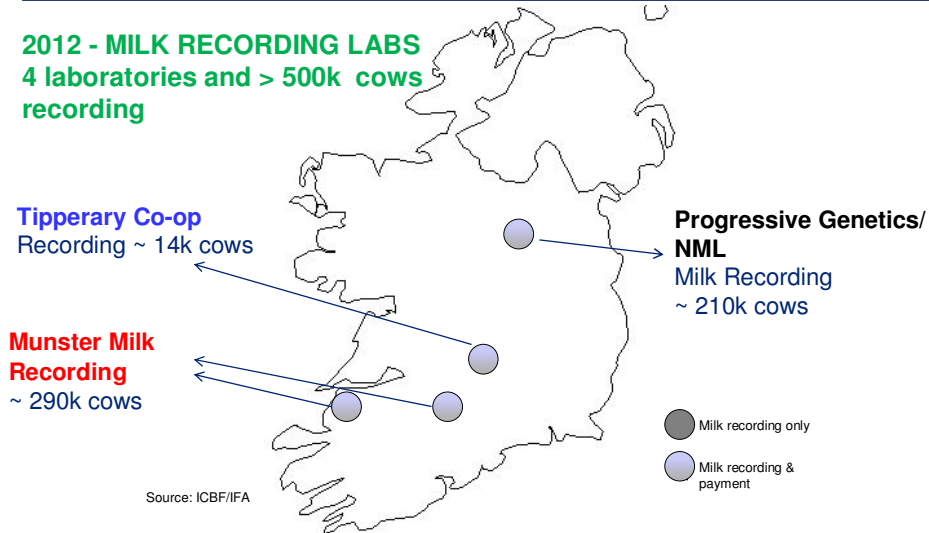 2012 - MILK RECORDING LABS
4 laboratories and > 500k cows
recording
Tipperary Co-op
Recording ~ 14k cows
Progressive Genetics/
NML
Milk Recording
~ 210k cows
Munster Milk
Recording
~ 290k cows
Milk recording only
Milk recording &
payment
Source: ICBF/IFA